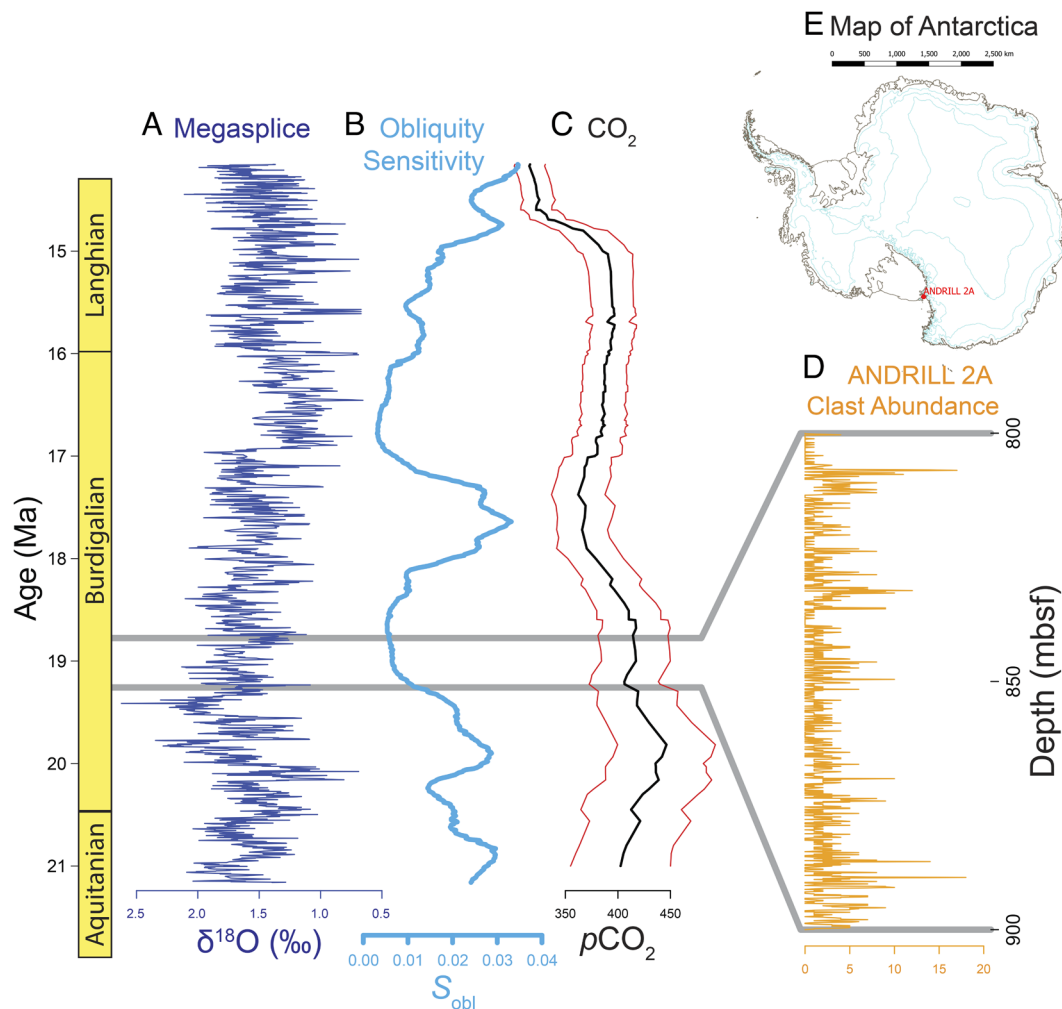 E Map of Antarctica
0 500 1,000 1,500 2,000 2,500 km
A Megasplice
B Obliquity
Sensitivity
C CO2
ANDRILL 2A
D ANDRILL 2A
Clast Abundance
Age (Ma)
15
16
17
18
19
20
21
Langhian
Burdigalian
Aquitanian
800
850
900
Depth (mbsf)
2.5 2.0 1.5 1.0 0.5
δ18O (‰)
0.00 0.01 0.02 0.03 0.04
Sobl
350 400 450
pCO2
0 5 10 15 20